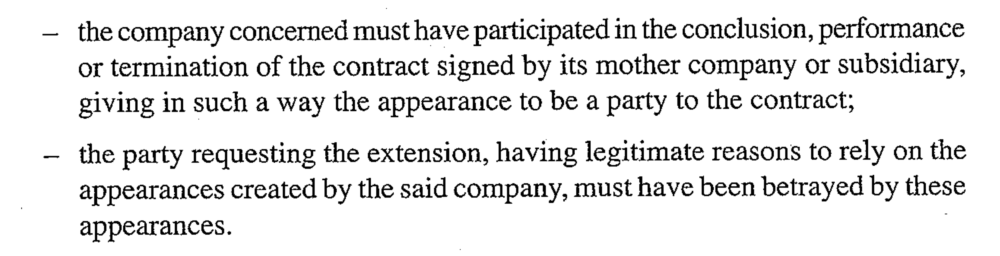 – the company concerned must have participated in the conclusion, performance
or termination of the contract signed by its mother company or subsidiary,
giving in such a way the appearance to be a party to the contract;
– the party requesting the extension, having legitimate reasons to rely on the
appearances created by the said company, must have been betrayed by these
appearances.